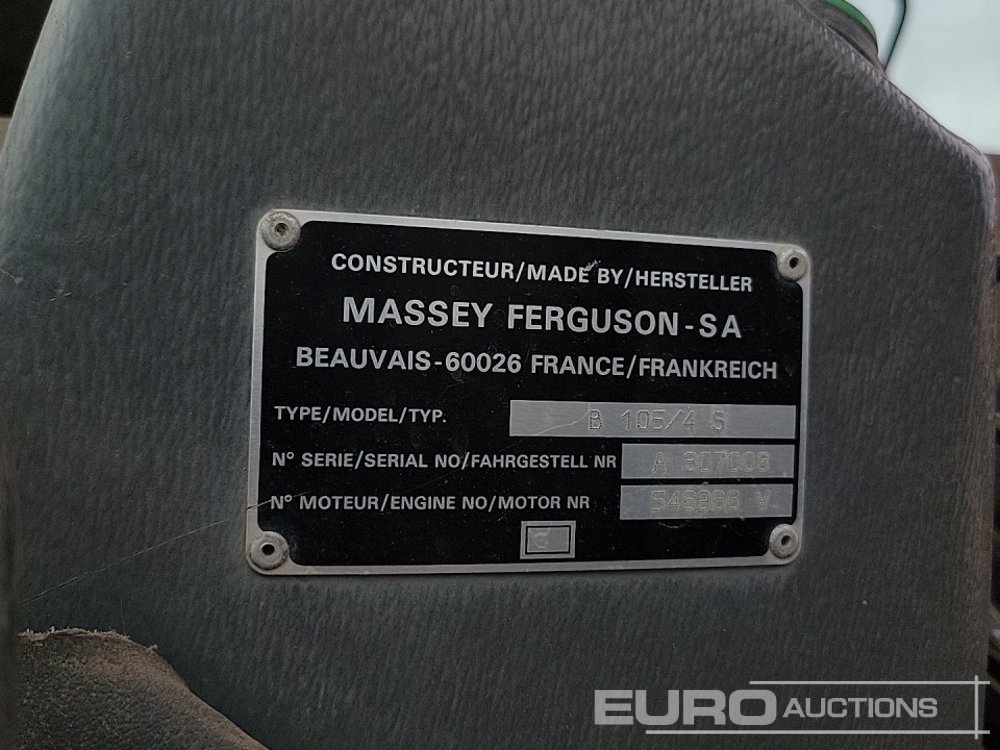 CONSTRUCTEUR/MADE BY/HERSTELLER
MASSEY FERGUSON-SA
BEAUVAIS-60026 FRANCE/FRANKREICH
TYPE/MODEL/TYP. B 105/4 S
N° SERIE/SERIAL NO/FAHRGESTELL NR A 307003
N° MOTEUR/ENGINE NO/MOTOR NR
EURO AUCTIONS